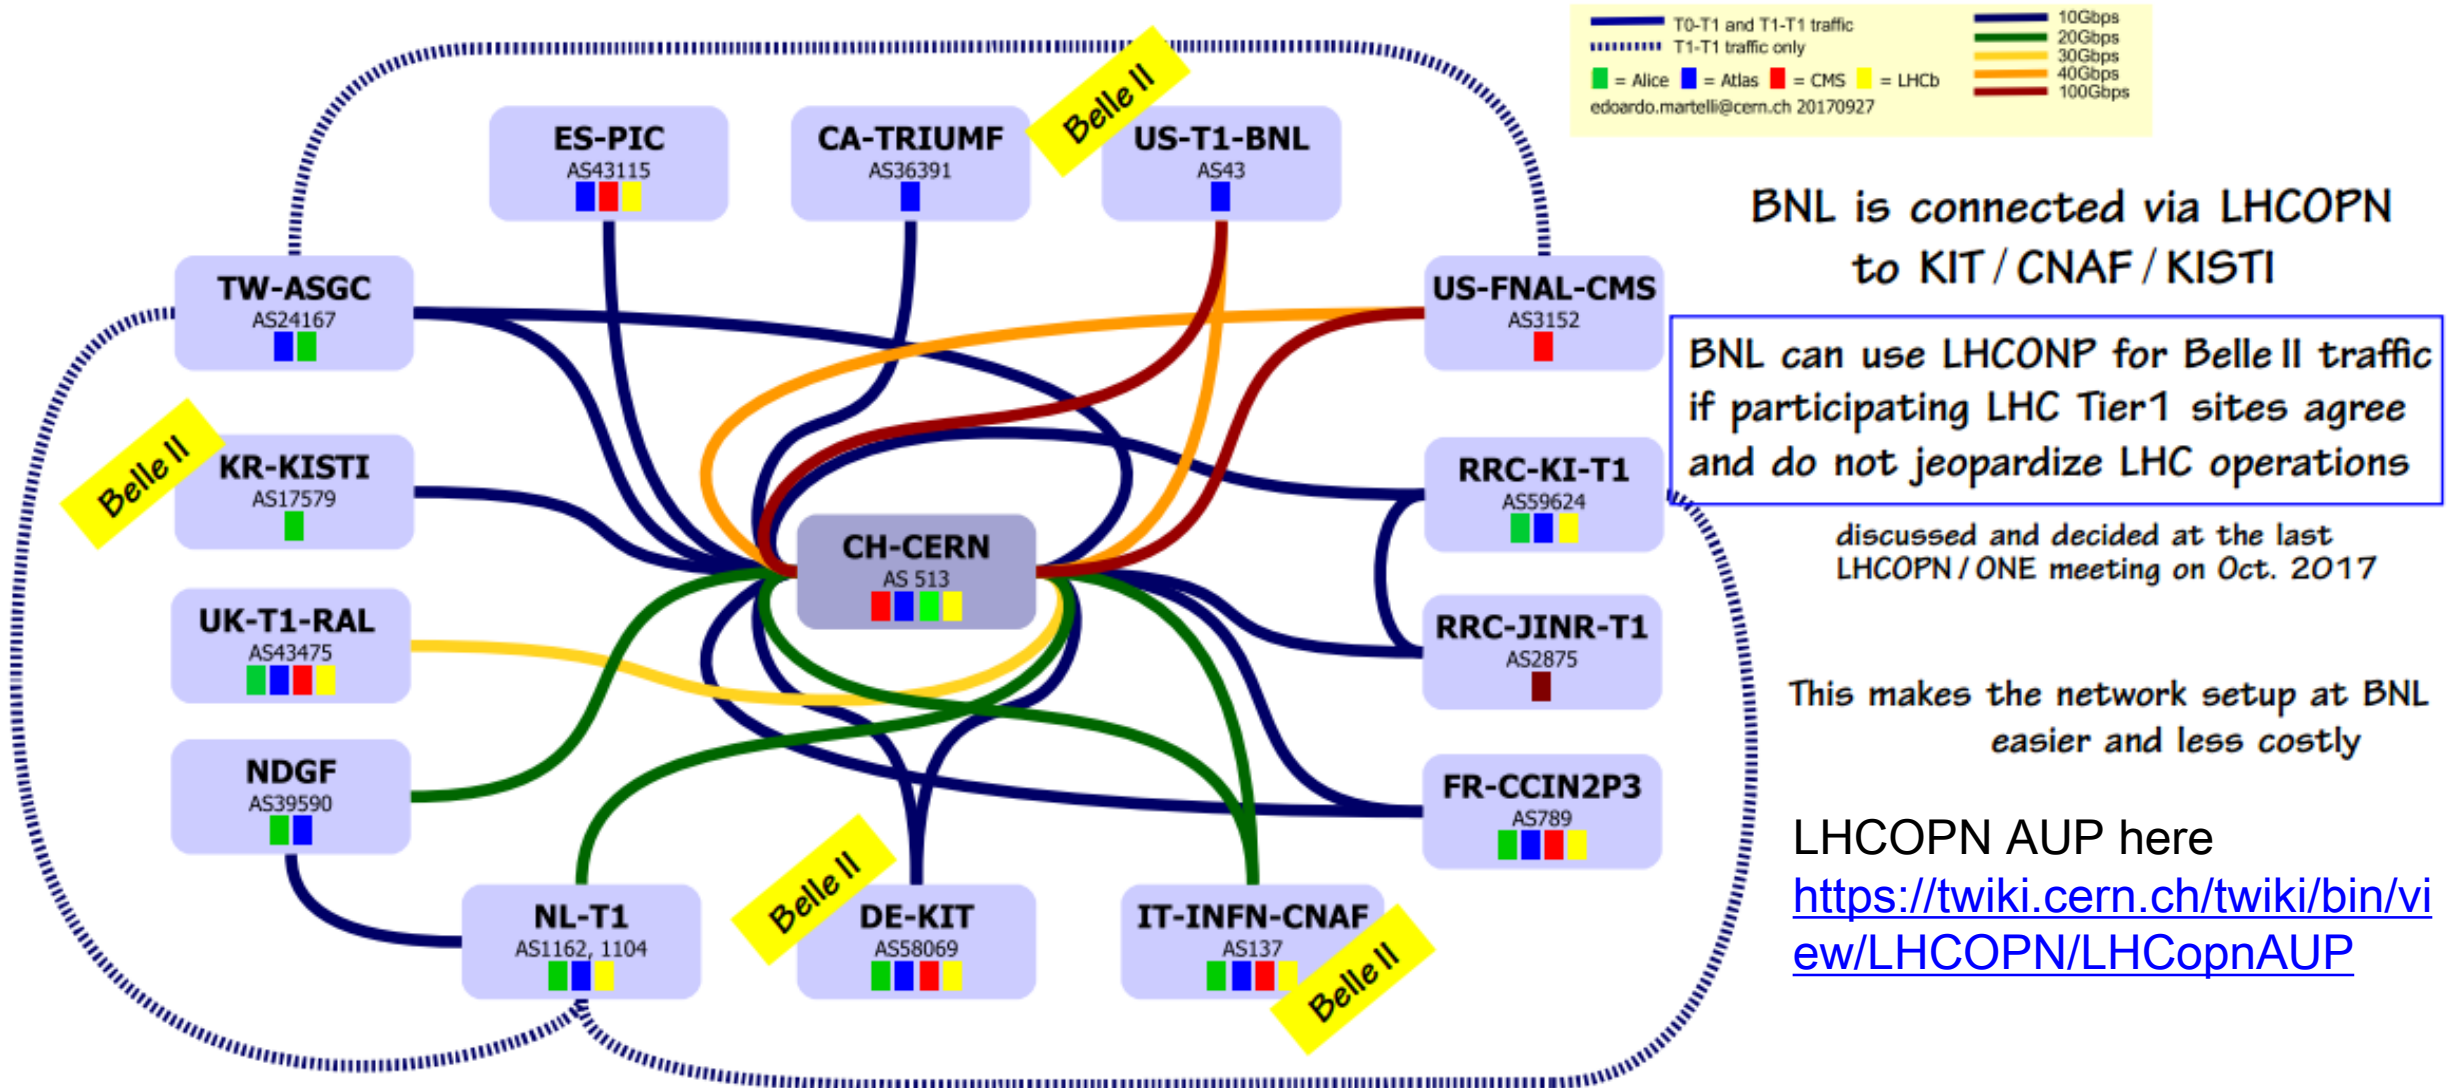 T0-T1 and T1-T1 traffic
T1-T1 traffic only
= Alice = Atlas = CMS = LHCb
edoardo.martelli@cern.ch 20170927
10Gbps
20Gbps
30Gbps
40Gbps
100Gbps
ES-PIC
AS43115
CA-TRIUMF
AS36391
Belle II
US-T1-BNL
AS43
TW-ASGC
AS24167
US-FNAL-CMS
AS3152
Belle II
KR-KISTI
AS17579
RRC-KI-T1
AS59624
CH-CERN
AS 513
UK-T1-RAL
AS43475
RRC-JINR-T1
AS2875
NDGF
AS39590
FR-CCIN2P3
AS789
NL-T1
AS1162, 1104
Belle II
DE-KIT
AS58069
IT-INFN-CNAF
AS137
Belle II
BNL is connected via LHCOPN
to KIT / CNAF / KISTI
BNL can use LHCONP for Belle II traffic
if participating LHC Tier1 sites agree
and do not jeopardize LHC operations
discussed and decided at the last
LHCOPN / ONE meeting on Oct. 2017
This makes the network setup at BNL
easier and less costly
LHCOPN AUP here
https://twiki.cern.ch/twiki/bin/vi
ew/LHCOPN/LHCopnAUP